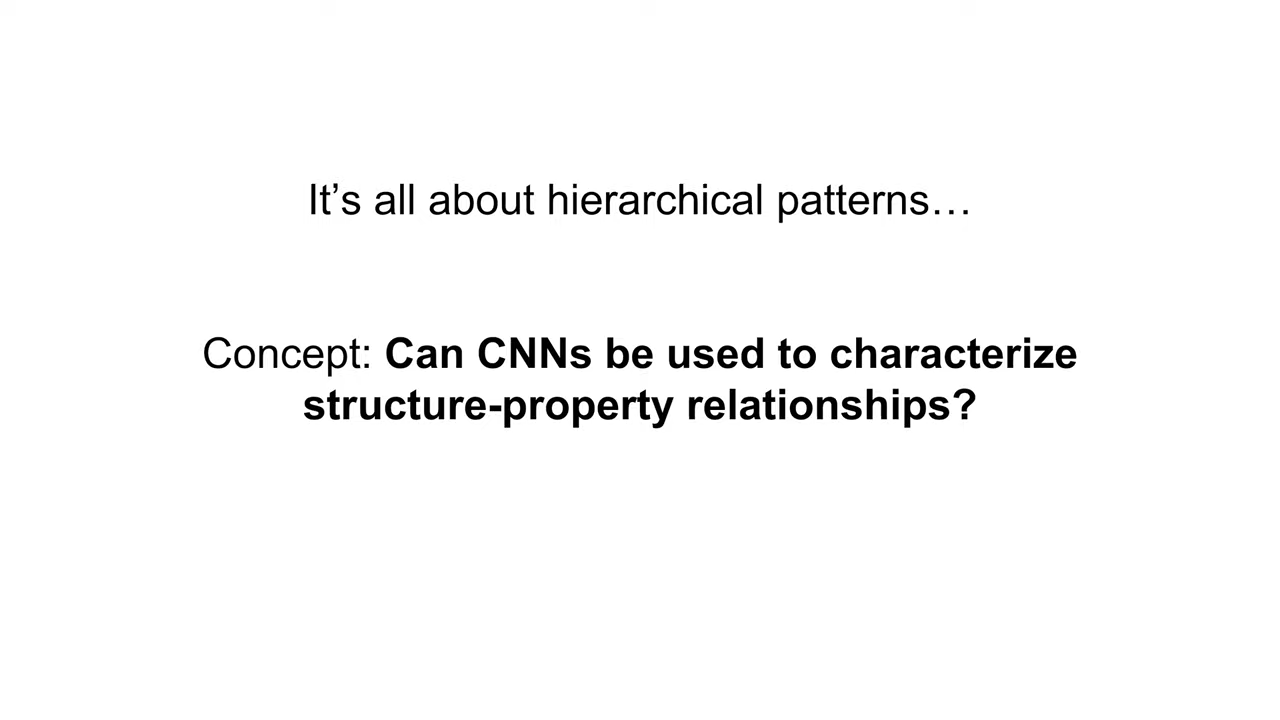 It’s all about hierarchical patterns…
Concept: Can CNNs be used to characterize
structure-property relationships?